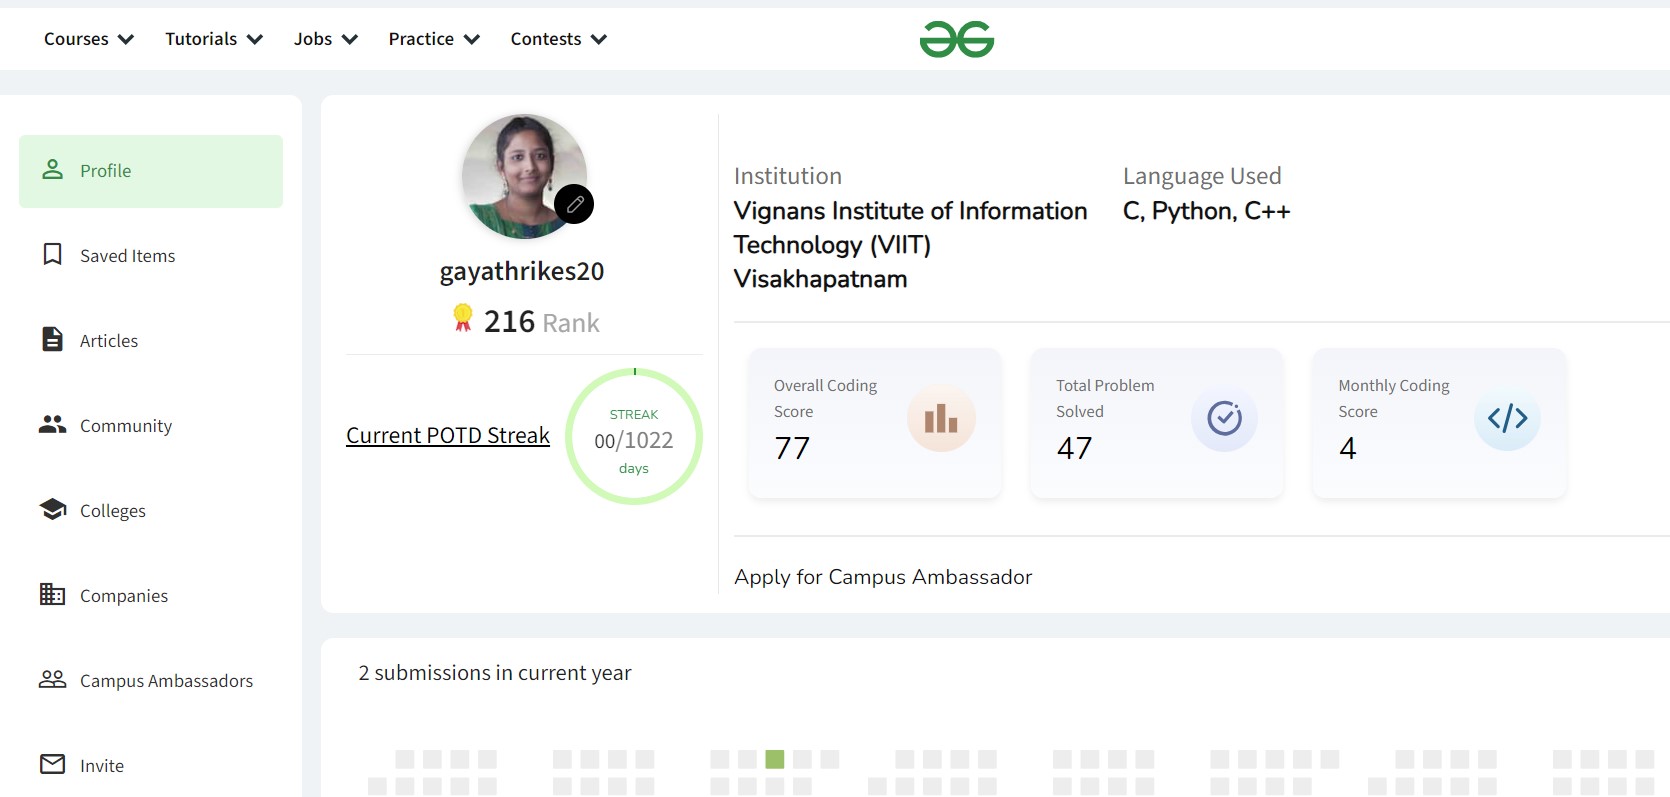 Courses Tutorials Jobs Practice Contests
Profile
Saved Items
Articles
Community
Colleges
Companies
Campus Ambassadors
Invite
gayathrikes20
216 Rank
Current POTD Streak
STREAK
00/1022
days
Institution
Vignans Institute of Information
Technology (VIIT)
Visakhapatnam
Language Used
C, Python, C++
Overall Coding
Score
77
Total Problem
Solved
47
Monthly Coding
Score
4
Apply for Campus Ambassador
2 submissions in current year